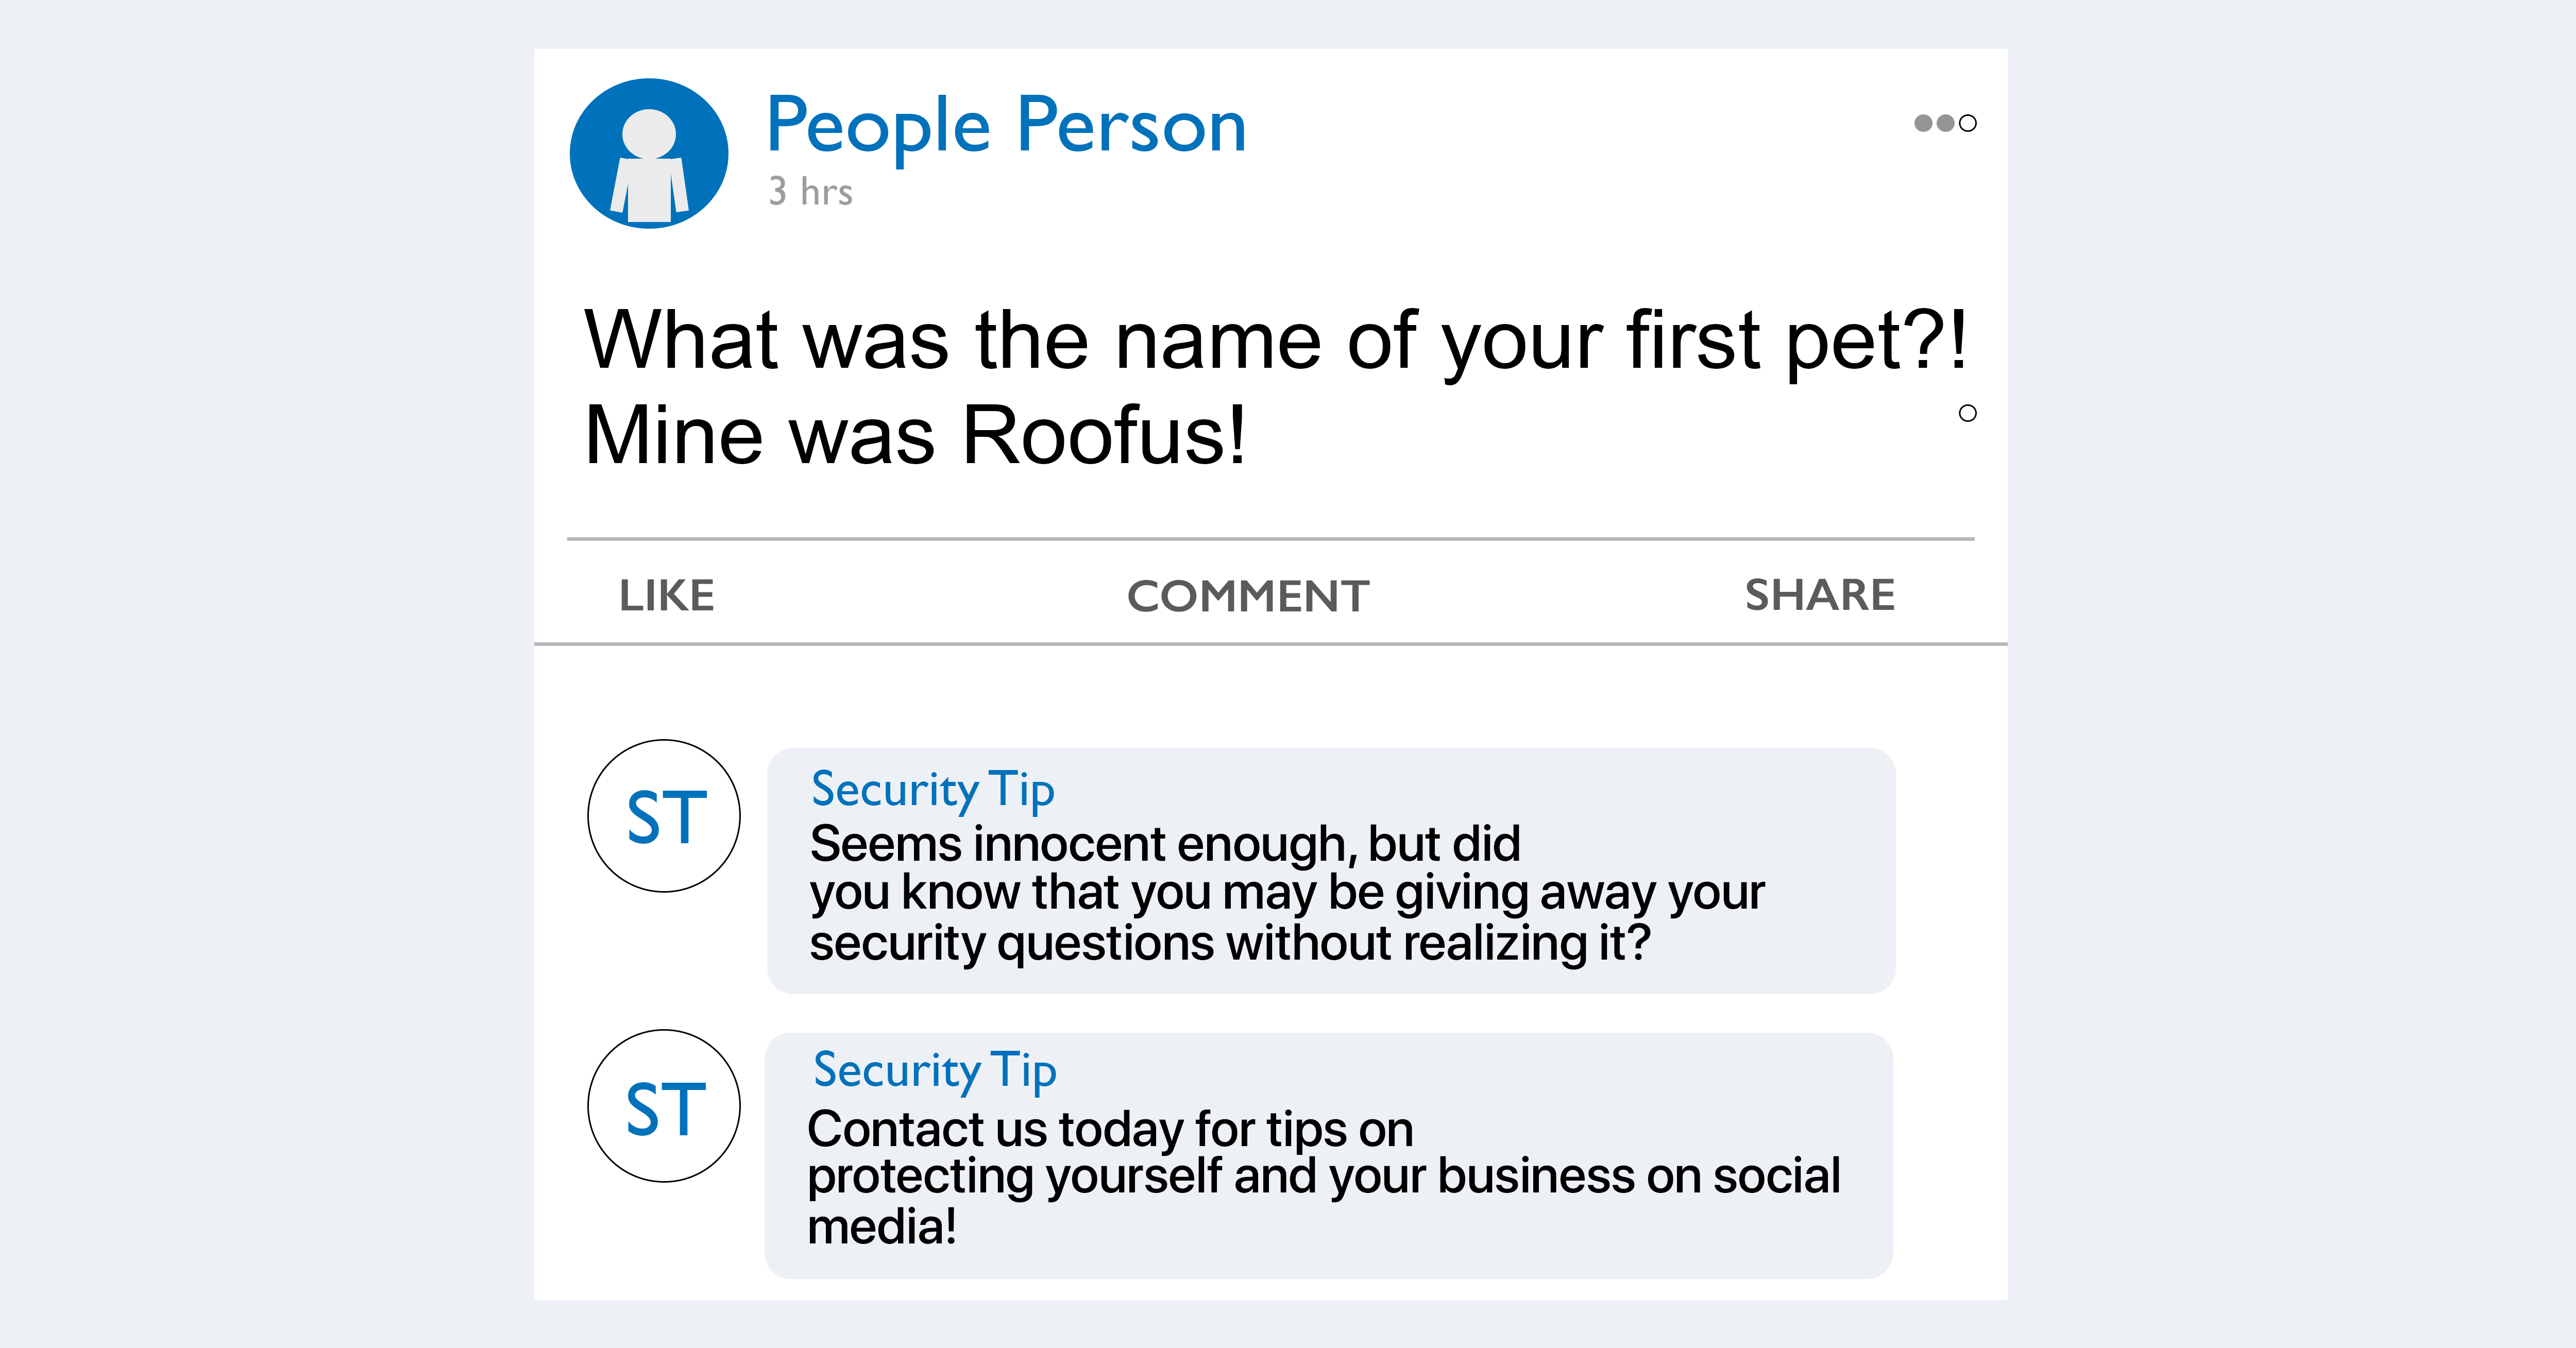 People Person
3 hrs
What was the name of your first pet?!
Mine was Roofus!
LIKE COMMENT SHARE
ST
Security Tip
Seems innocent enough, but did
you know that you may be giving away your
security questions without realizing it?
ST
Security Tip
Contact us today for tips on
protecting yourself and your business on social
media!